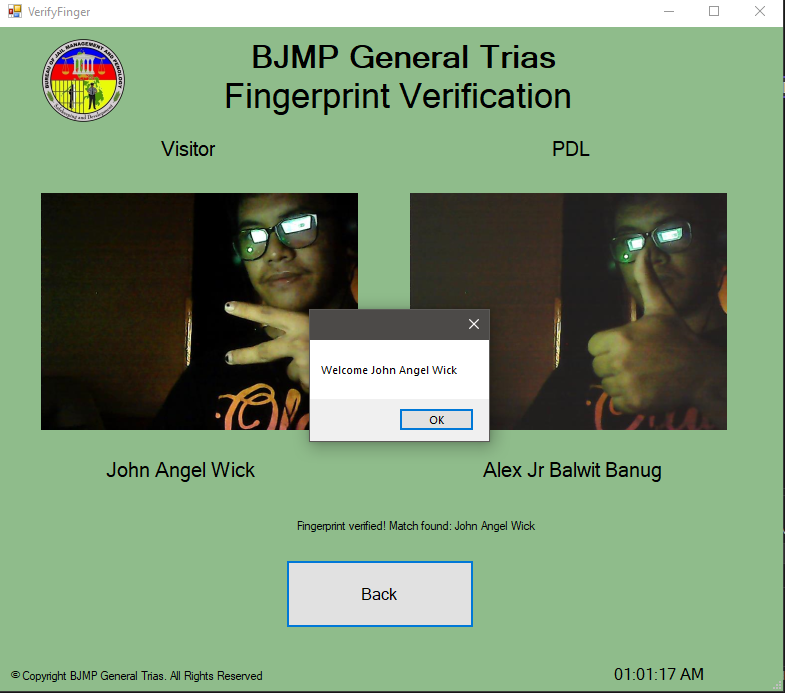 VerifyFinger
BUREAU OF JAIL MANAGEMENT AND PENOLOGY
Safekeeping and Development
BJMP General Trias
Fingerprint Verification
Visitor
PDL
Welcome John Angel Wick
OK
John Angel Wick
Alex Jr Balwit Banug
Fingerprint verified! Match found: John Angel Wick
Back
© Copyright BJMP General Trias. All Rights Reserved
01:01:17 AM